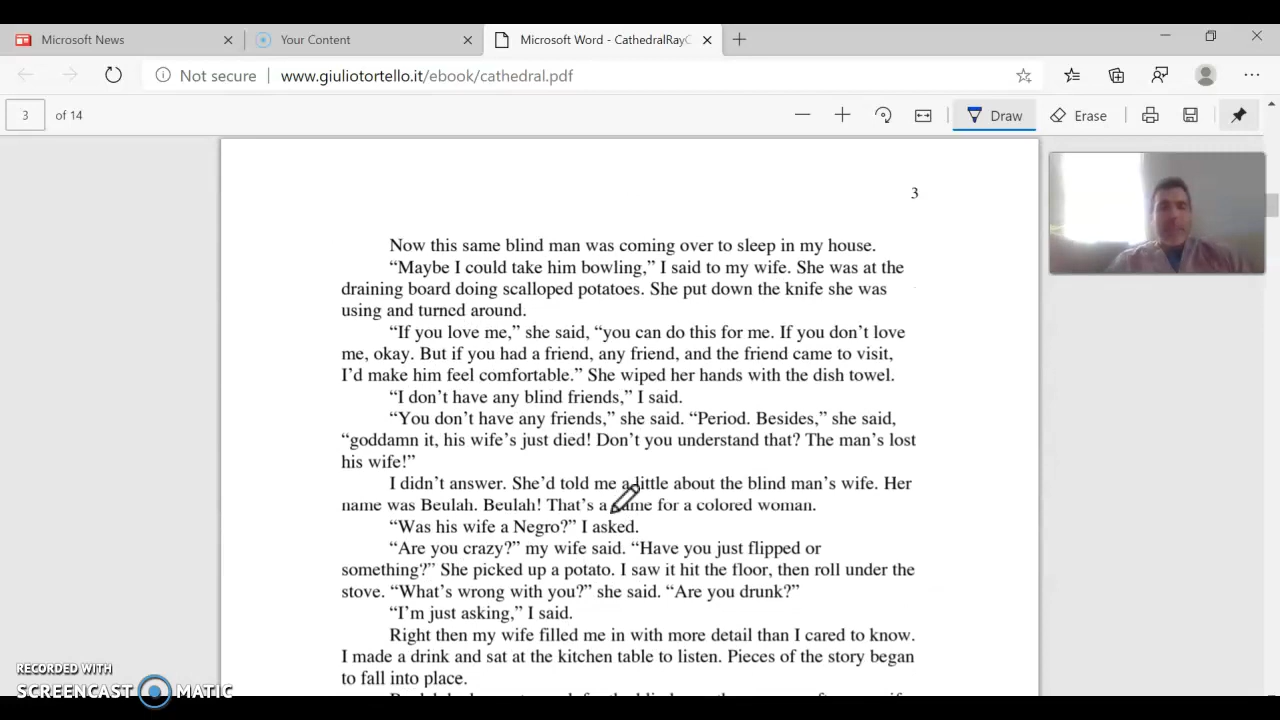 Microsoft News
Your Content
Microsoft Word - CathedralRayC
Not secure
www.giuliotortello.it/ebook/cathedral.pdf
3
of 14
Draw
Erase
3
Now this same blind man was coming over to sleep in my house.
“Maybe I could take him bowling,” I said to my wife. She was at the
draining board doing scalloped potatoes. She put down the knife she was
using and turned around.
“If you love me,” she said, “you can do this for me. If you don’t love
me, okay. But if you had a friend, any friend, and the friend came to visit,
I’d make him feel comfortable.” She wiped her hands with the dish towel.
“I don’t have any blind friends,” I said.
“You don’t have any friends,” she said. “Period. Besides,” she said,
“goddamn it, his wife’s just died! Don’t you understand that? The man’s lost
his wife!”
I didn’t answer. She’d told me a little about the blind man’s wife. Her
name was Beulah. Beulah! That’s a name for a colored woman.
“Was his wife a Negro?” I asked.
“Are you crazy?” my wife said. “Have you just flipped or
something?” She picked up a potato. I saw it hit the floor, then roll under the
stove. “What’s wrong with you?” she said. “Are you drunk?”
“I’m just asking,” I said.
Right then my wife filled me in with more detail than I cared to know.
I made a drink and sat at the kitchen table to listen. Pieces of the story began
to fall into place.
RECORDED WITH
SCREENCAST MATIC